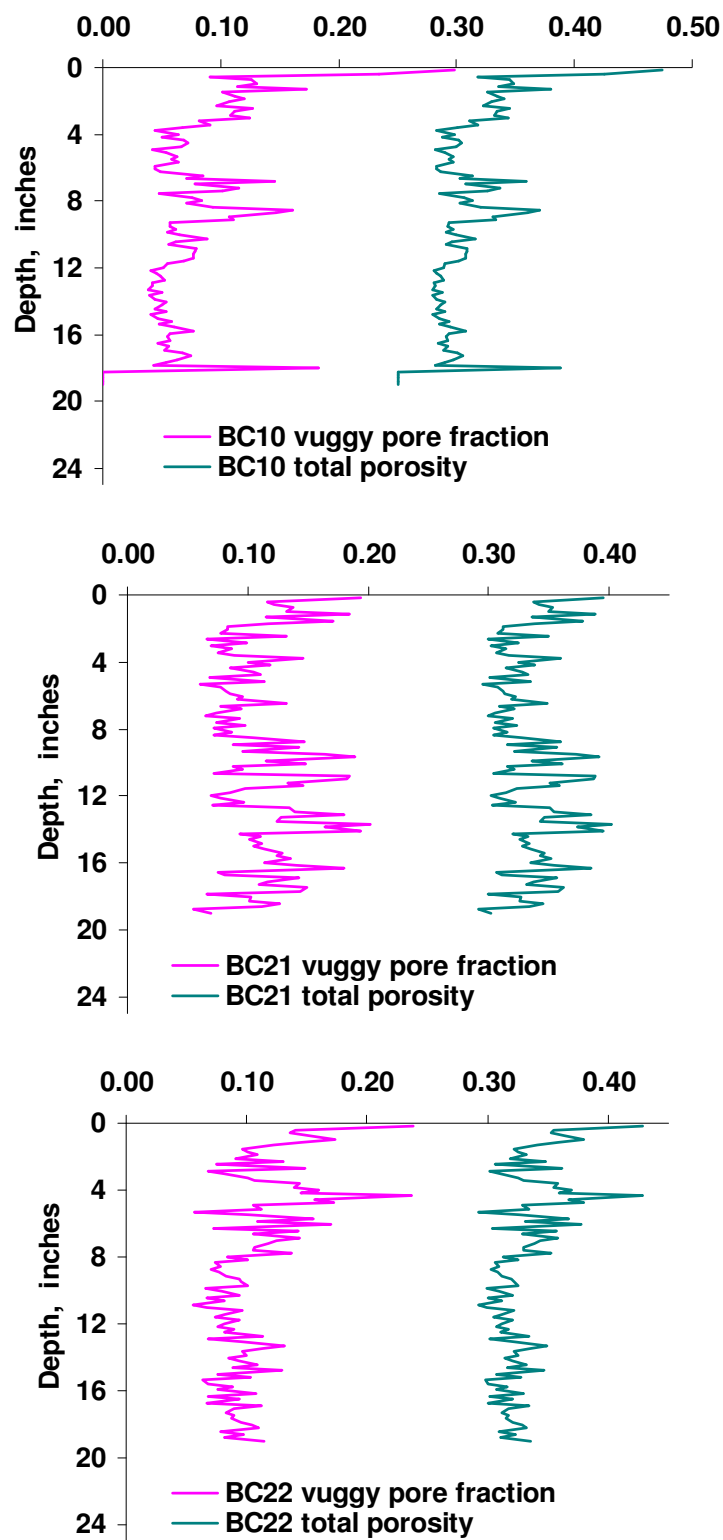 0.00 0.10 0.20 0.30 0.40 0.50
0
4
8
12
16
20
24
Depth, inches
BC10 vuggy pore fraction
BC10 total porosity
0.00 0.10 0.20 0.30 0.40
0
4
8
12
16
20
24
Depth, inches
BC21 vuggy pore fraction
BC21 total porosity
0.00 0.10 0.20 0.30 0.40
0
4
8
12
16
20
24
Depth, inches
BC22 vuggy pore fraction
BC22 total porosity